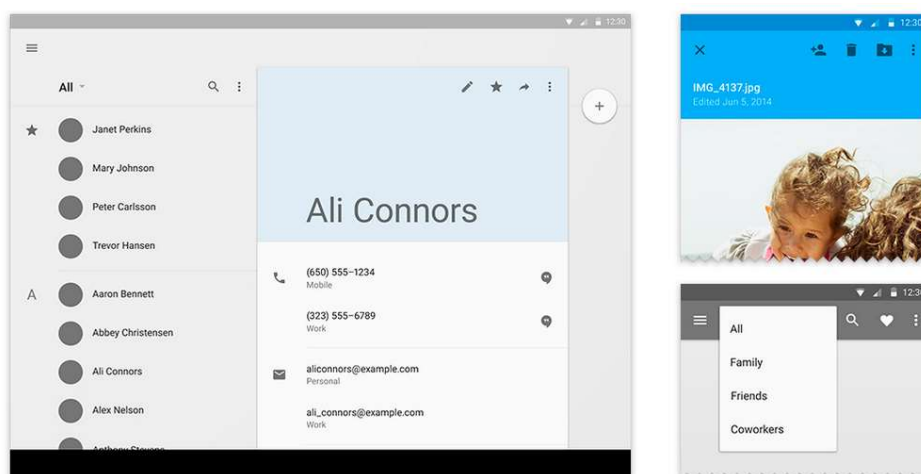 12:30
All
Janet Perkins
Mary Johnson
Peter Carlsson
Trevor Hansen
A
Aaron Bennett
Abbey Christensen
Ali Connors
Alex Nelson
Anthony Stevens
Ali Connors
(650) 555-1234
Mobile
(323) 555-6789
Work
aliconnors@example.com
Personal
ali_connors@example.com
Work
12:30
IMG_4137.jpg
Edited Jun 5, 2014
12:30
All
Family
Friends
Coworkers